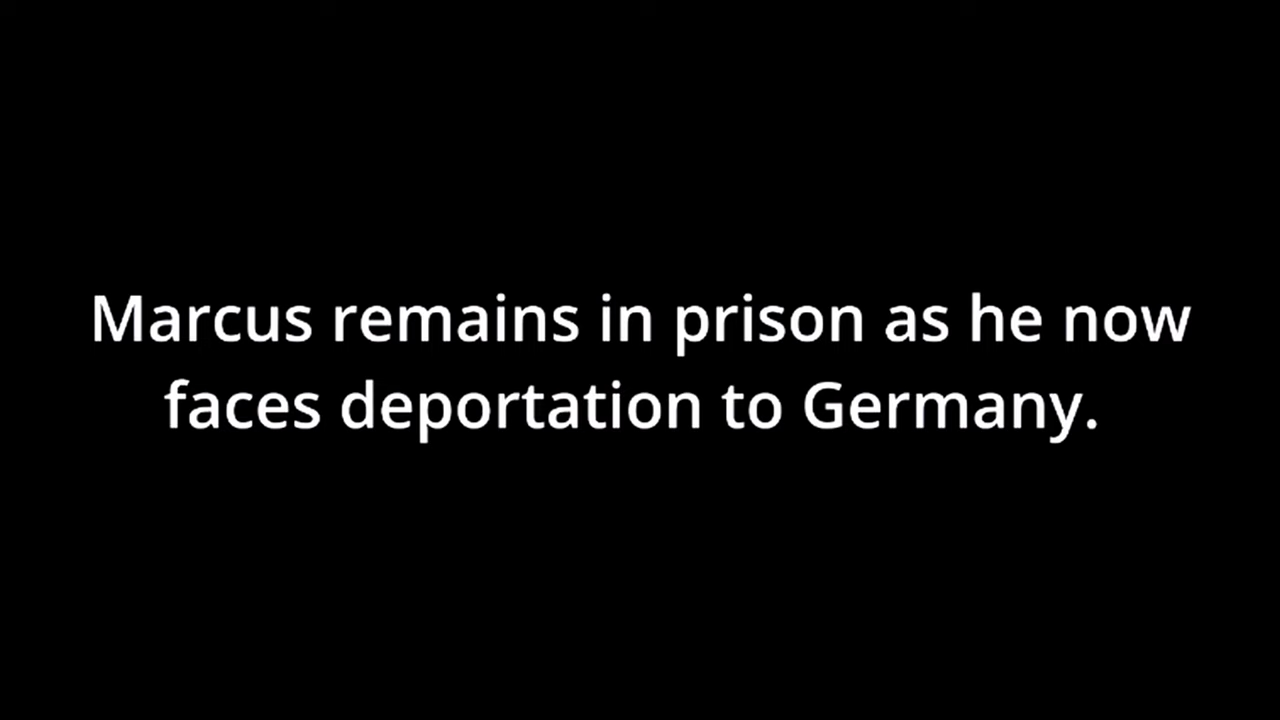 Marcus remains in prison as he now
faces deportation to Germany.